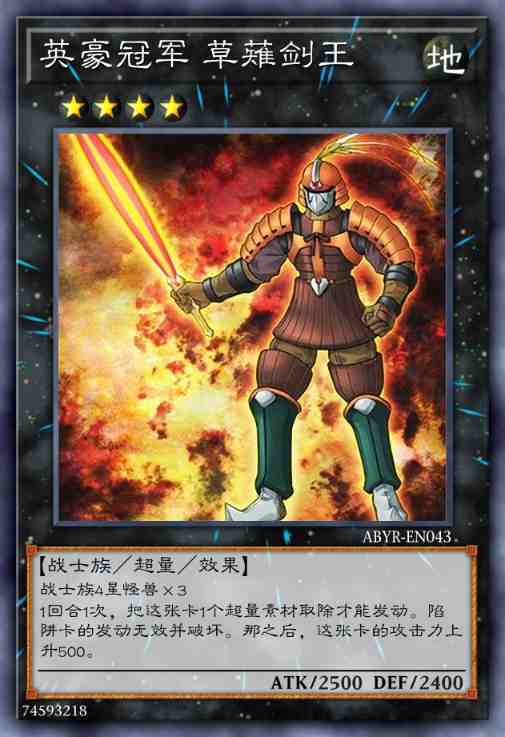 英豪冠军 草薙剑王
地
ABYR-EN043
【战士族／超量／效果】
战士族4星怪兽×3
1回合1次，把这张卡1个超量素材取除才能发动。陷
阱卡的发动无效并破坏。那之后，这张卡的攻击力上
升500。
ATK/2500 DEF/2400
74593218